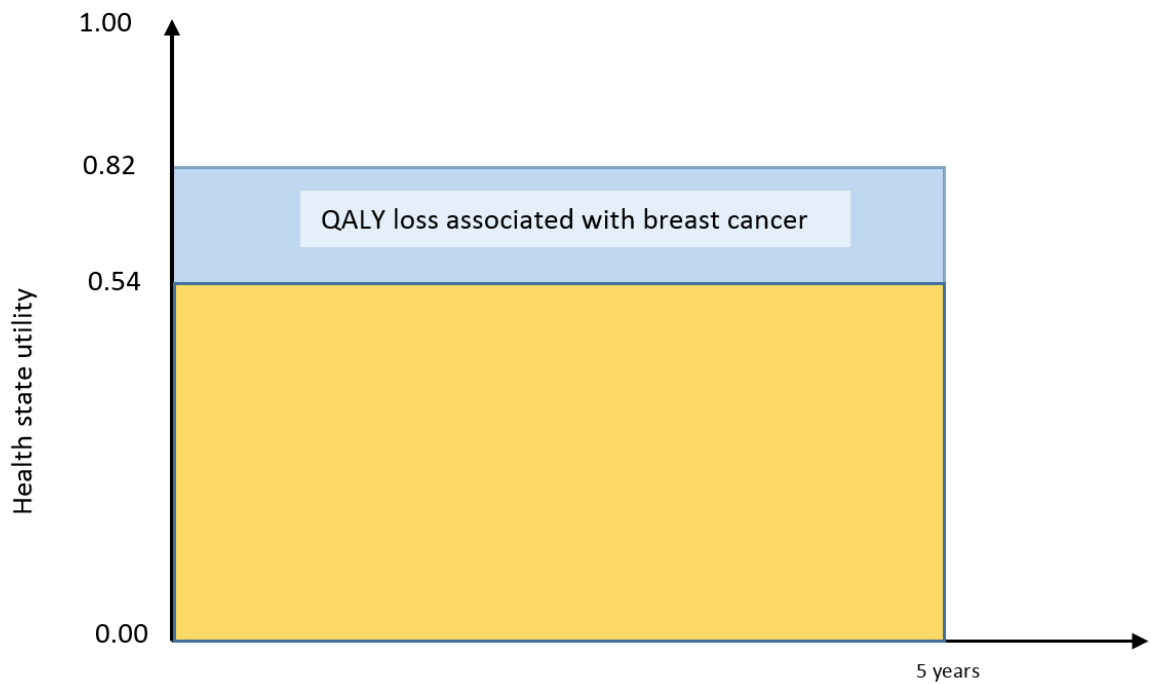 1.00
0.82
QALY loss associated with breast cancer
0.54
Health state utility
0.00
5 years